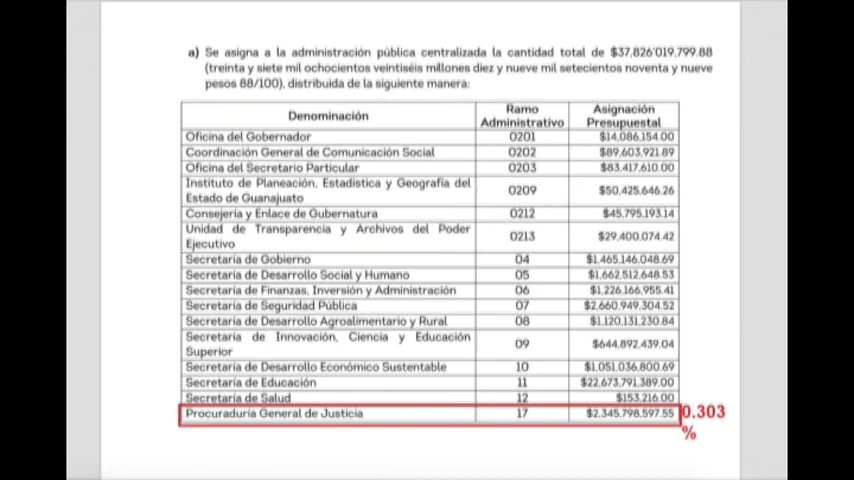 a) Se asigna a la administración pública centralizada la cantidad total de $37,826'019,799.88
(treinta y siete mil ochocientos veintiséis millones diez y nueve mil setecientos noventa y nueve
pesos 88/100), distribuida de la siguiente manera:
Denominación Ramo Administrativo Asignación Presupuestal
Oficina del Gobernador 0201 $14,086,154.00
Coordinación General de Comunicación Social 0202 $89,603,921.89
Oficina del Secretario Particular 0203 $83,417,610.00
Instituto de Planeación, Estadística y Geografía del
Estado de Guanajuato 0209 $50,425,646.26
Consejería y Enlace de Gubernatura 0212 $45,795,193.14
Unidad de Transparencia y Archivos del Poder
Ejecutivo 0213 $29,400,074.42
Secretaría de Gobierno 04 $1,465,146,048.69
Secretaría de Desarrollo Social y Humano 05 $1,662,512,648.53
Secretaría de Finanzas, Inversión y Administración 06 $1,226,166,955.41
Secretaría de Seguridad Pública 07 $2,660,949,304.52
Secretaría de Desarrollo Agroalimentario y Rural 08 $1,120,131,230.84
Secretaría de Innovación, Ciencia y Educación
Superior 09 $644,892,439.04
Secretaría de Desarrollo Económico Sustentable 10 $1,051,036,800.69
Secretaría de Educación 11 $22,673,791,389.00
Secretaría de Salud 12 $153,216.00
Procuraduría General de Justicia 17 $2,345,798,597.55 0.303
%